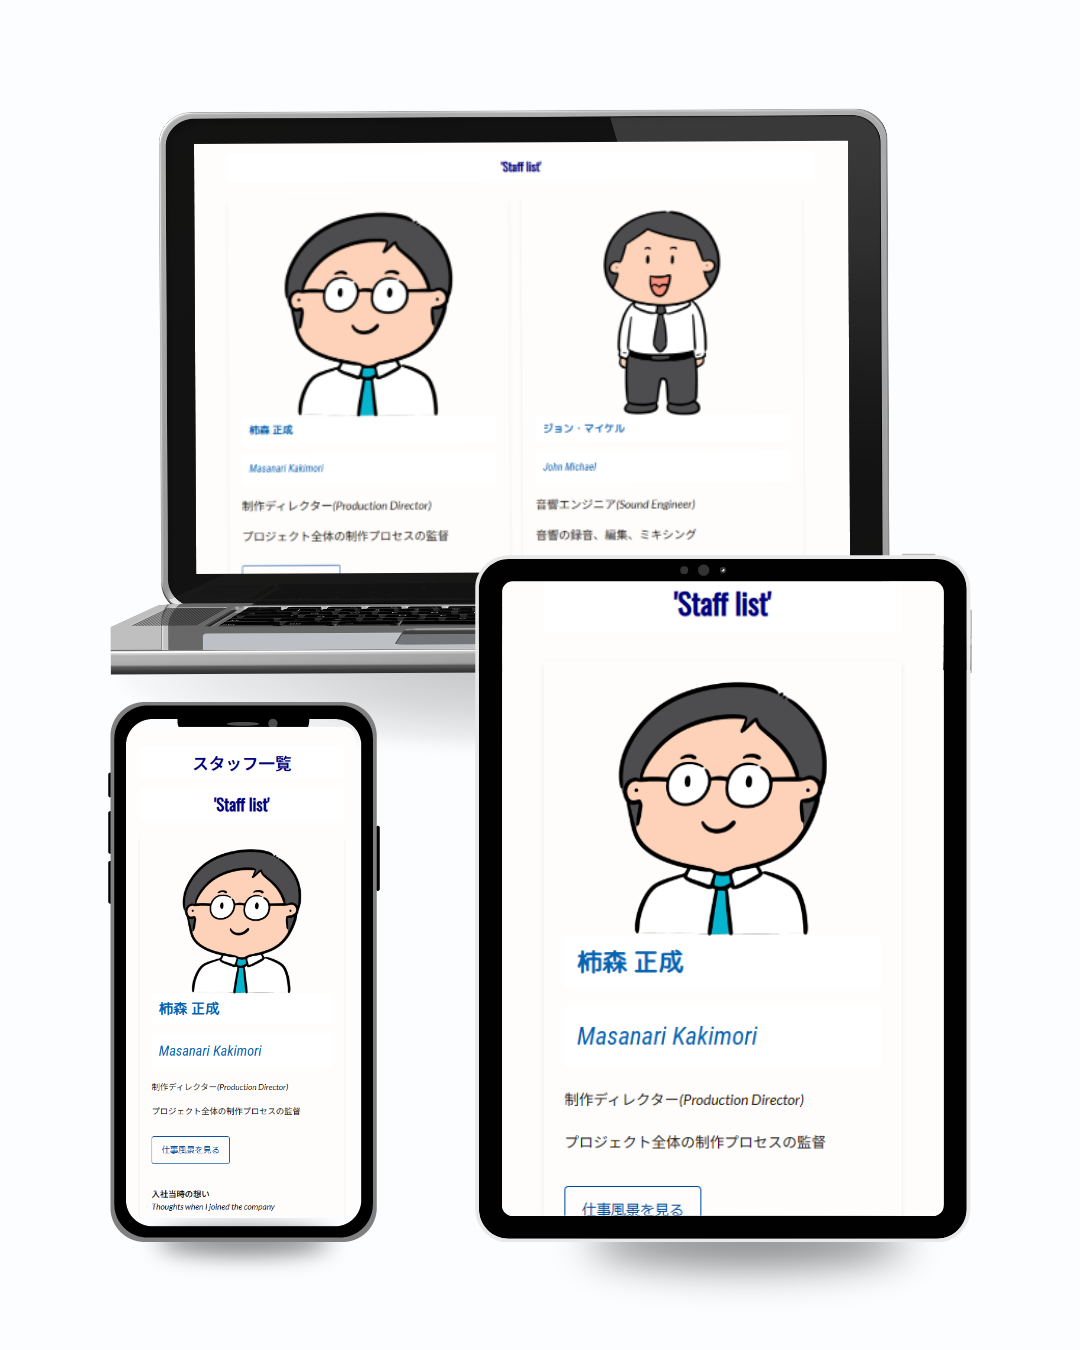 'Staff list'
柿森 正成
Masanari Kakimori
制作ディレクター(Production Director)
プロジェクト全体の制作プロセスの監督
ジョン・マイケル
John Michael
音響エンジニア(Sound Engineer)
音響の録音、編集、ミキシング
スタッフ一覧
'Staff list'
柿森 正成
Masanari Kakimori
制作ディレクター(Production Director)
プロジェクト全体の制作プロセスの監督
仕事風景を見る
入社当時の想い
Thoughts when I joined the company
'Staff list'
柿森 正成
Masanari Kakimori
制作ディレクター(Production Director)
プロジェクト全体の制作プロセスの監督
仕事風景を見る